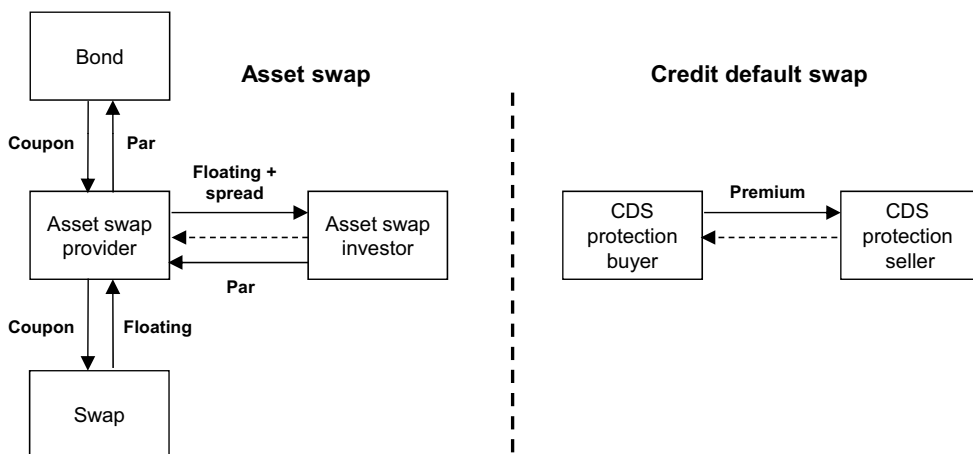 Bond
Asset swap
Credit default swap
Coupon
Par
Floating +
spread
Premium
Asset swap
provider
Asset swap
investor
CDS
protection
buyer
CDS
protection
seller
Par
Coupon
Floating
Swap